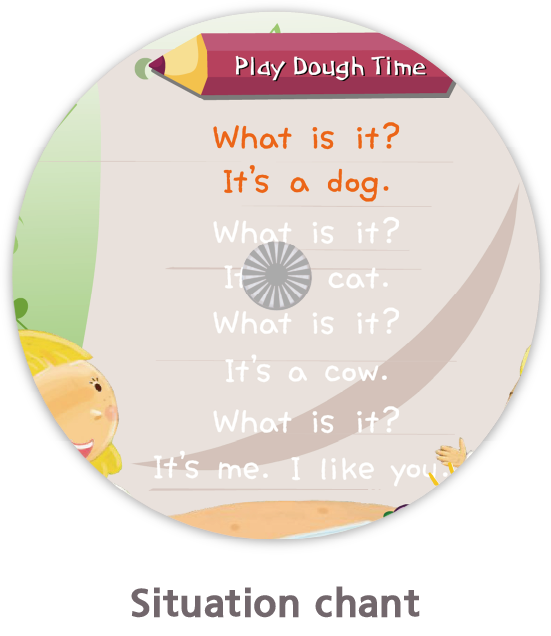 Play Dough Time
What is it?
It's a dog.
What is it?
cat.
What is it?
It's a cow.
What is it?
It's me. I like you.
Situation chant